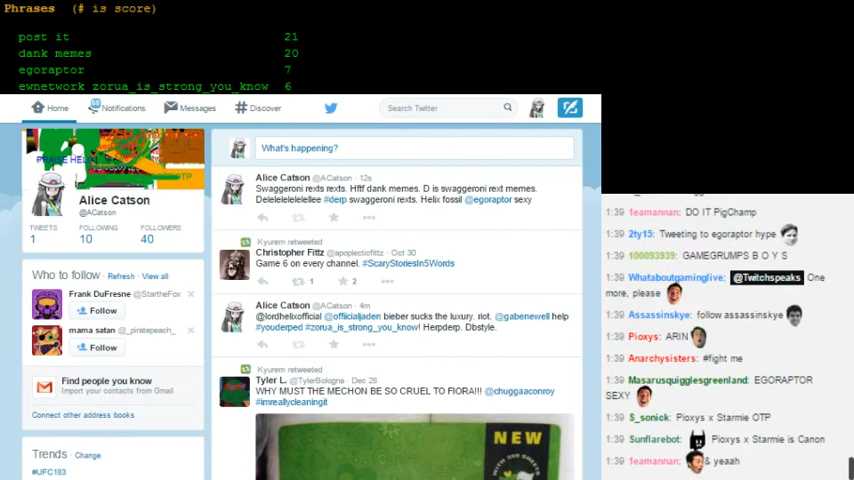 Phrases (# is score)
post it 21
dank memes 20
egoraptor 7
ewnetwork zorua_is_strong_you_know 6
Home
Notifications
Messages
Discover
Search Twitter
PRAISE HELIX
Alice Catson
@ACatson
TWEETS FOLLOWING FOLLOWERS
1 10 40
Who to follow · Refresh · View all
Frank DuFresne @StartheFox
Follow
mama satan @_piratepeach_
Follow
Find people you know
Import your contacts from Gmail
Connect other address books
Trends · Change
#UFC183
What's happening?
Alice Catson @ACatson · 12s
Swaggeroni rexts rexts. Hftf dank memes. D is swaggeroni rext memes.
Delelelelelelellee #derp swaggeroni rexts. Helix fossil @egoraptor sexy
Kyurem retweeted
Christopher Fittz @apoplecticfittz · Oct 30
Game 6 on every channel. #ScaryStoriesIn5Words
1 2
Alice Catson @ACatson · 4m
@lordhelixofficial @officialjaden bieber sucks the luxury. riot. @gabenewell help
#youderped #zorua_is_strong_you_know! Herpderp. Dbstyle.
Kyurem retweeted
Tyler L. @TylerBologna · Dec 28
WHY MUST THE MECHON BE SO CRUEL TO FIORA!!! @chuggaaconroy
#imreallycleaningit
NEW
1:39 1eamannan: DO IT PigChamp
1:39 2ty15: Tweeting to egoraptor hype
1:39 100093939: GAMEGRUMPS B O Y S
1:39 Whataboutgaminglive: @Twitchspeaks One
more, please
1:39 Assassinskye: follow assassinskye
1:39 Pioxys: ARIN
1:39 Anarchysisters: #fight me
1:39 Masarusquigglesgreenland: EGORAPTOR
SEXY
1:39 S_sonick: Pioxys x Starmie OTP
1:39 Sunflarebot: Pioxys x Starmie is Canon
1:39 1eamannan: & yeaah